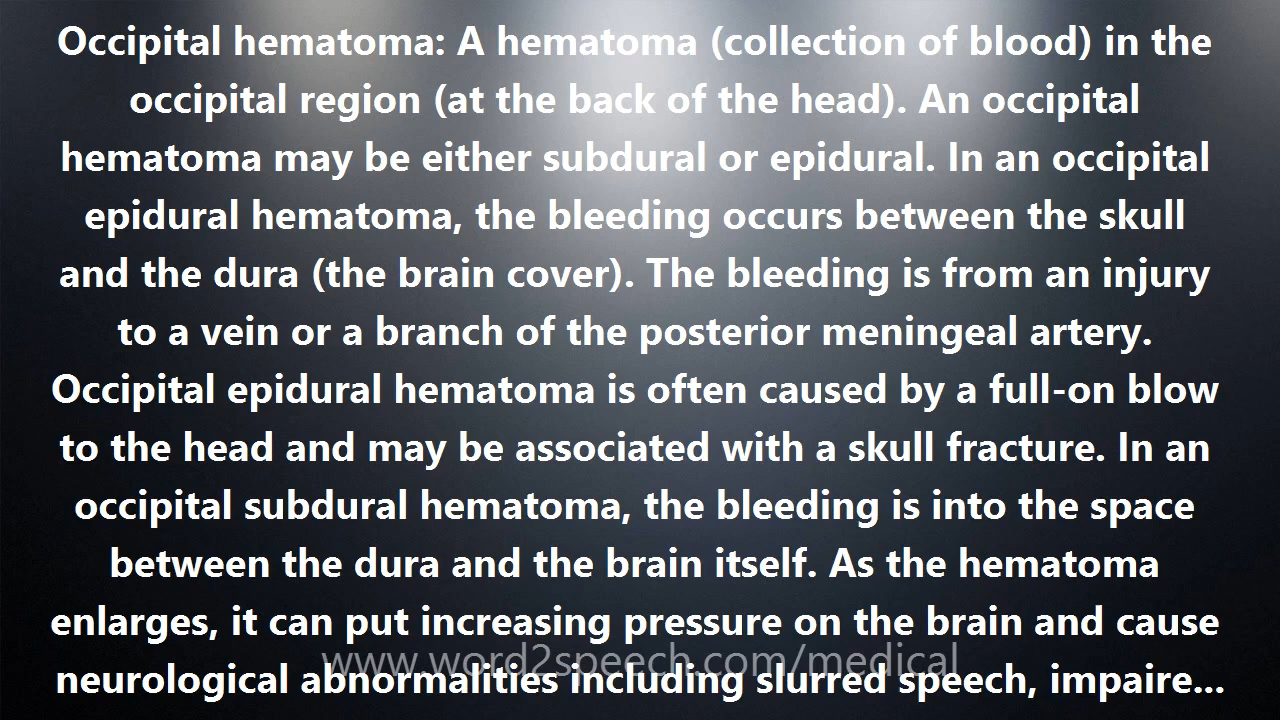 Occipital hematoma: A hematoma (collection of blood) in the
occipital region (at the back of the head). An occipital
hematoma may be either subdural or epidural. In an occipital
epidural hematoma, the bleeding occurs between the skull
and the dura (the brain cover). The bleeding is from an injury
to a vein or a branch of the posterior meningeal artery.
Occipital epidural hematoma is often caused by a full-on blow
to the head and may be associated with a skull fracture. In an
occipital subdural hematoma, the bleeding is into the space
between the dura and the brain itself. As the hematoma
enlarges, it can put increasing pressure on the brain and cause
www.word2speech.com/medical
neurological abnormalities including slurred speech, impaire...